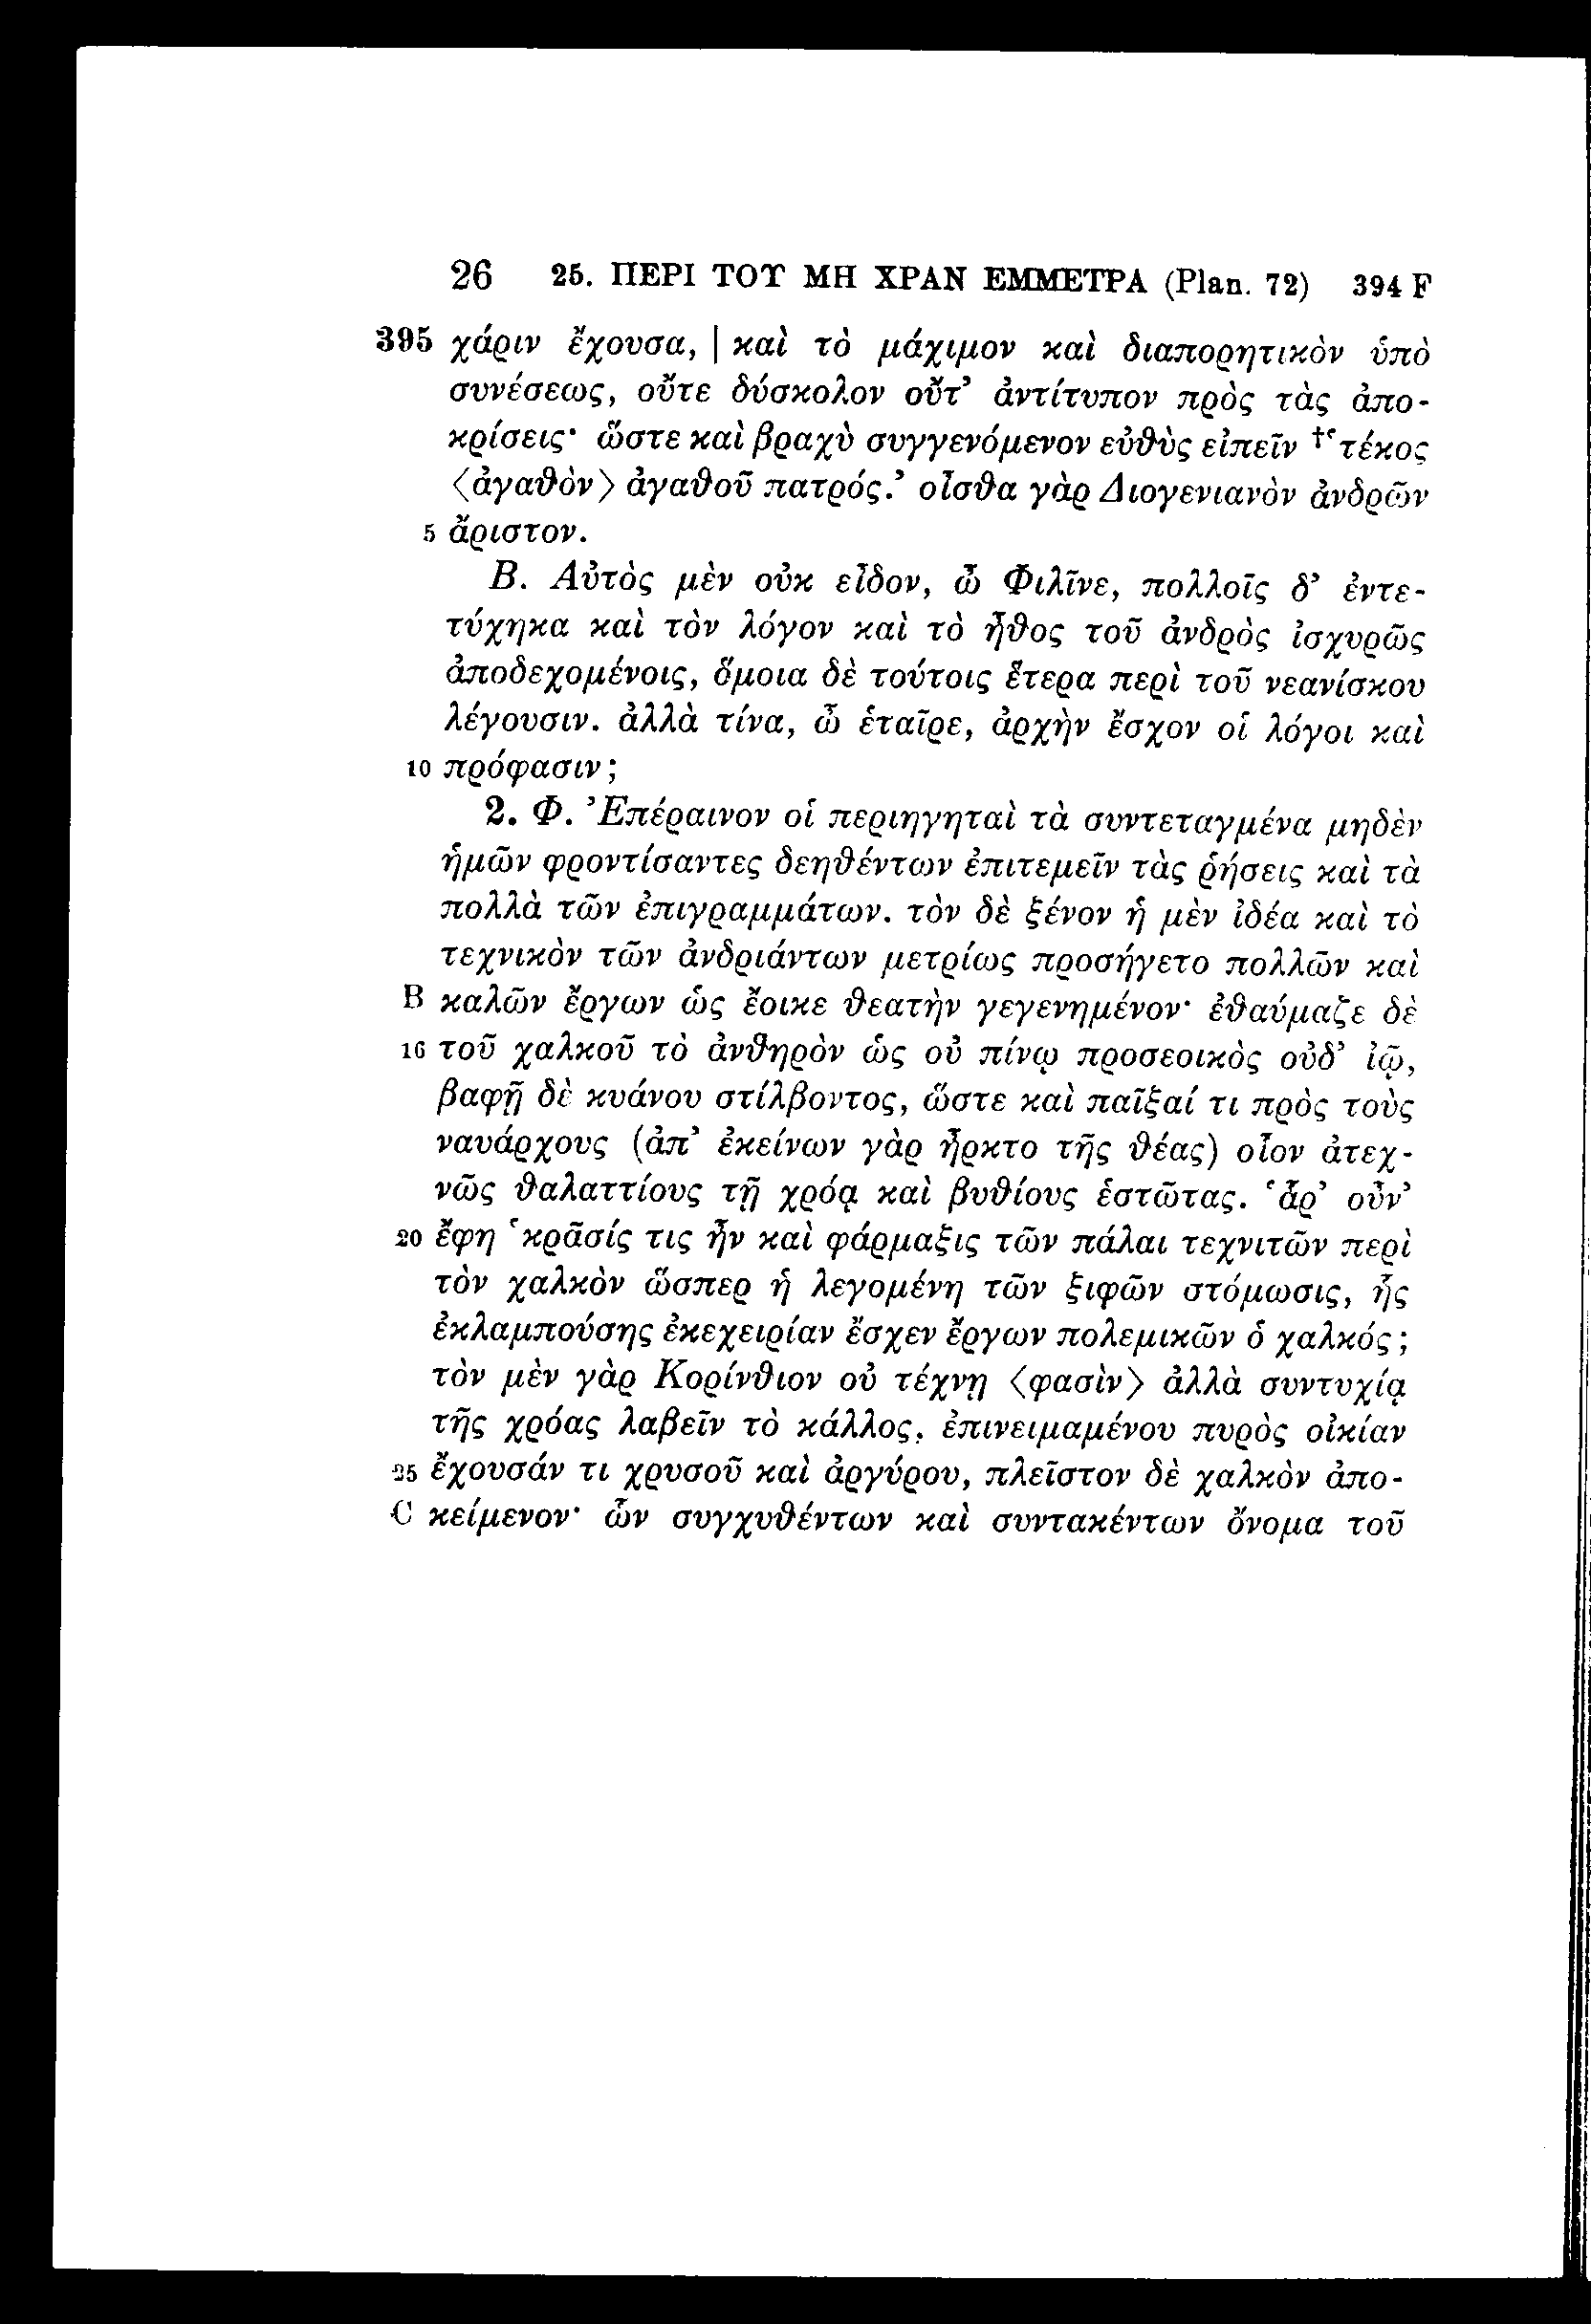 26 25. ΠΕΡΙ ΤΟΥ ΜΗ ΧΡΑΝ ΕΜΜΕΤΡΑ (Plan. 72) 394 F
395 χάριν ἔχουσα, | καὶ τὸ μάχιμον καὶ διαπορητικὸν ὑπὸ
συνέσεως, οὔτε δύσκολον οὔτ’ ἀντίτυπον πρὸς τὰς ἀπο-
κρίσεις· ὥστε καὶ βραχὺ συγγενόμενον εὐθὺς εἰπεῖν †‘τέκος
〈ἀγαθὸν〉 ἀγαθοῦ πατρός.’ οἶσθα γὰρ Διογενιανὸν ἀνδρῶν
5 ἄριστον.
Β. Αὐτὸς μὲν οὐκ εἶδον, ὦ Φιλῖνε, πολλοῖς δ’ ἐντε-
τύχηκα καὶ τὸν λόγον καὶ τὸ ἦθος τοῦ ἀνδρὸς ἰσχυρῶς
ἀποδεχομένοις, ὅμοια δὲ τούτοις ἕτερα περὶ τοῦ νεανίσκου
λέγουσιν. ἀλλὰ τίνα, ὦ ἑταῖρε, ἀρχὴν ἔσχον οἱ λόγοι καὶ
10 πρόφασιν;
2. Φ. Ἐπέραινον οἱ περιηγηταὶ τὰ συντεταγμένα μηδὲν
ἡμῶν φροντίσαντες δεηθέντων ἐπιτεμεῖν τὰς ῥήσεις καὶ τὰ
πολλὰ τῶν ἐπιγραμμάτων. τὸν δὲ ξένον ἡ μὲν ἰδέα καὶ τὸ
τεχνικὸν τῶν ἀνδριάντων μετρίως προσήγετο πολλῶν καὶ
B καλῶν ἔργων ὡς ἔοικε θεατὴν γεγενημένον· ἐθαύμαζε δὲ
16 τοῦ χαλκοῦ τὸ ἀνθηρὸν ὡς οὐ πίνῳ προσεοικὸς οὐδ’ ἰῷ,
βαφῇ δὲ κυάνου στίλβοντος, ὥστε καὶ παῖξαί τι πρὸς τοὺς
ναυάρχους (ἀπ’ ἐκείνων γὰρ ἦρκτο τῆς θέας) οἷον ἀτεχ-
νῶς θαλαττίους τῇ χρόᾳ καὶ βυθίους ἑστῶτας. ‘ἆρ’ οὖν’
20 ἔφη ‘κρᾶσίς τις ἦν καὶ φάρμαξις τῶν πάλαι τεχνιτῶν περὶ
τὸν χαλκὸν ὥσπερ ἡ λεγομένη τῶν ξιφῶν στόμωσις, ἧς
ἐκλαμπούσης ἐκεχειρίαν ἔσχεν ἔργων πολεμικῶν ὁ χαλκός;
τὸν μὲν γὰρ Κορίνθιον οὐ τέχνῃ 〈φασὶν〉 ἀλλὰ συντυχίᾳ
τῆς χρόας λαβεῖν τὸ κάλλος, ἐπινειμαμένου πυρὸς οἰκίαν
25 ἔχουσάν τι χρυσοῦ καὶ ἀργύρου, πλεῖστον δὲ χαλκὸν ἀπο-
C κείμενον· ὧν συγχυθέντων καὶ συντακέντων ὄνομα τοῦ